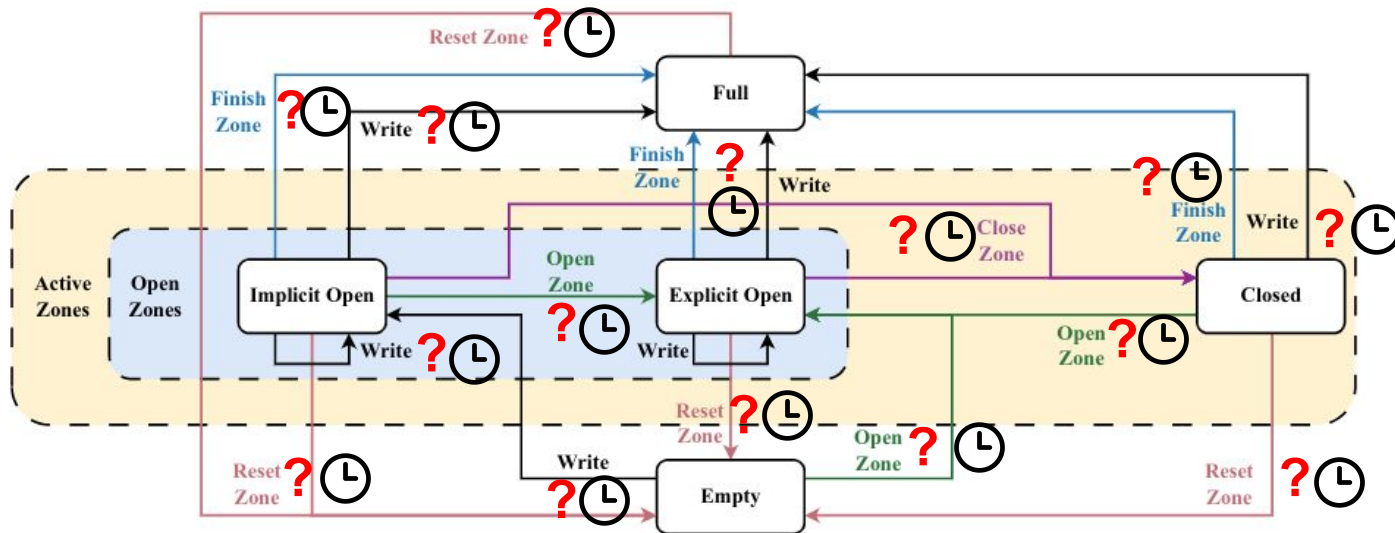 Reset Zone ?
Full
Finish
Zone
?
Write ?
Finish
Zone
?
Write
?
Finish
Zone
Write
?
?
Close
Zone
Active
Zones
Open
Zones
Implicit Open
Open
Zone
?
Explicit Open
Closed
Write ?
Write
Open
Zone
?
Reset
Zone
?
Open
Zone
?
Reset
Zone
?
Write
?
Empty
Reset
Zone
?